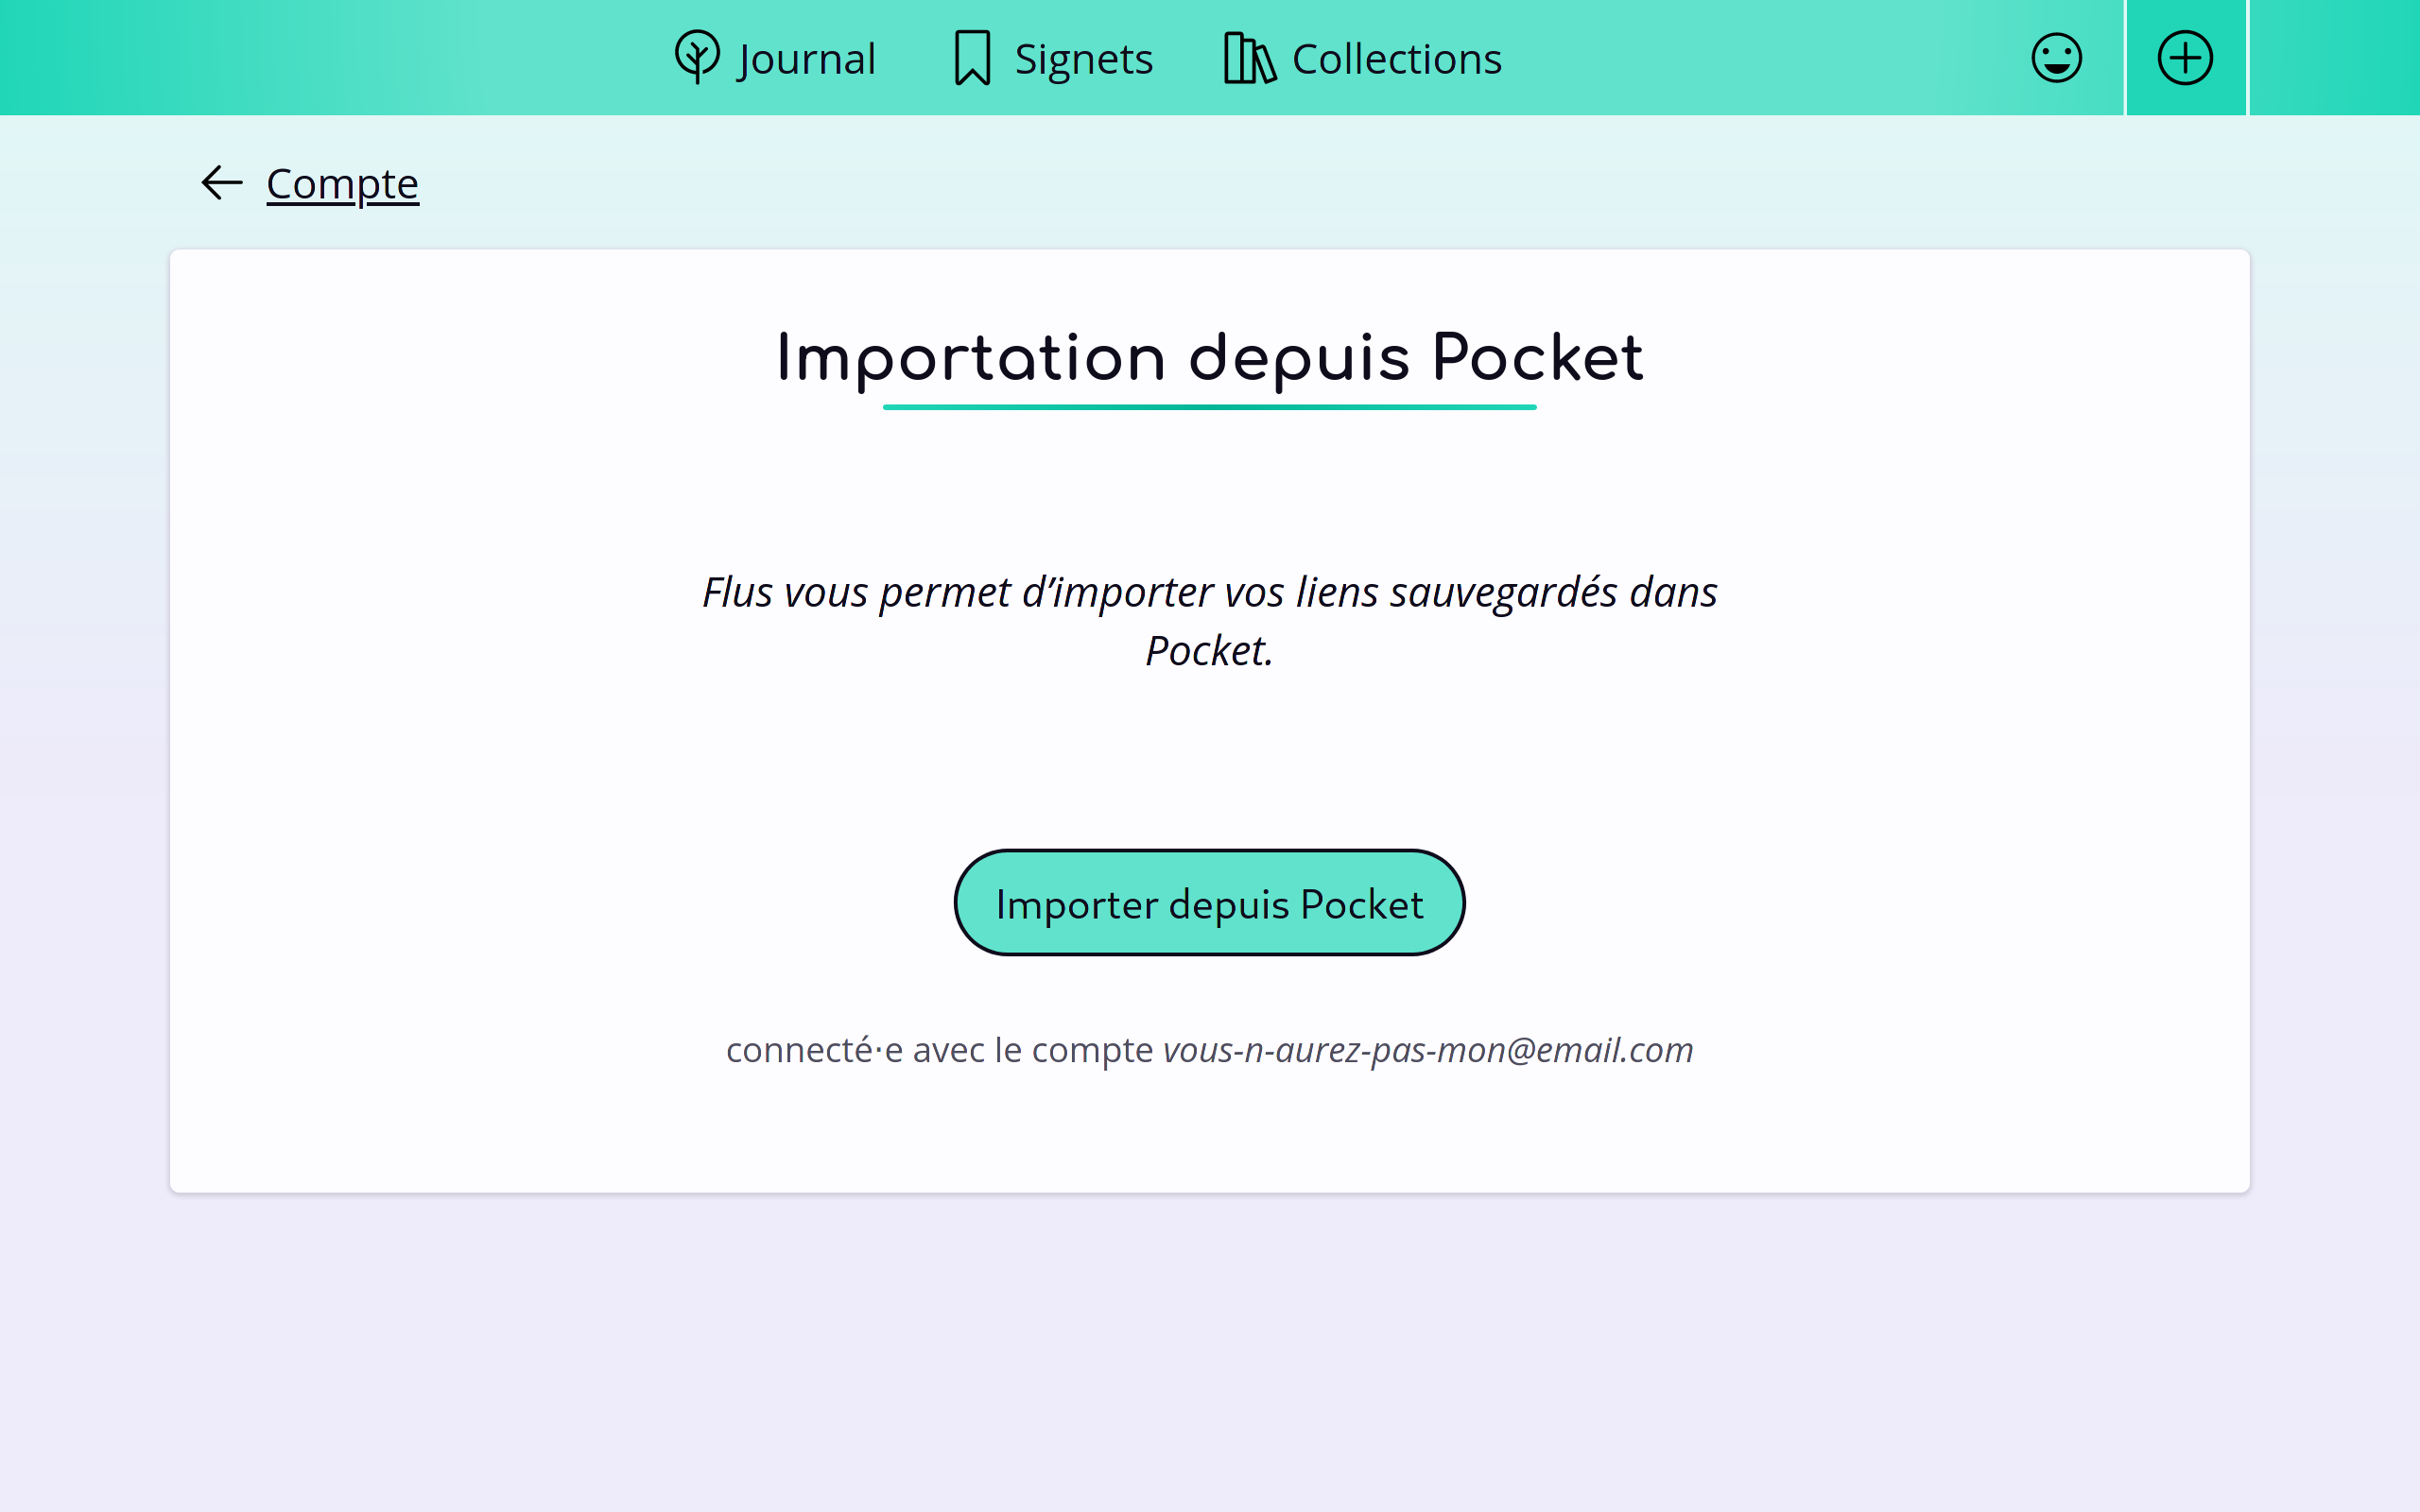 Journal
Signets
Collections
Compte
Importation depuis Pocket
Flus vous permet d’importer vos liens sauvegardés dans
Pocket.
Importer depuis Pocket
connecté·e avec le compte vous-n-aurez-pas-mon@email.com